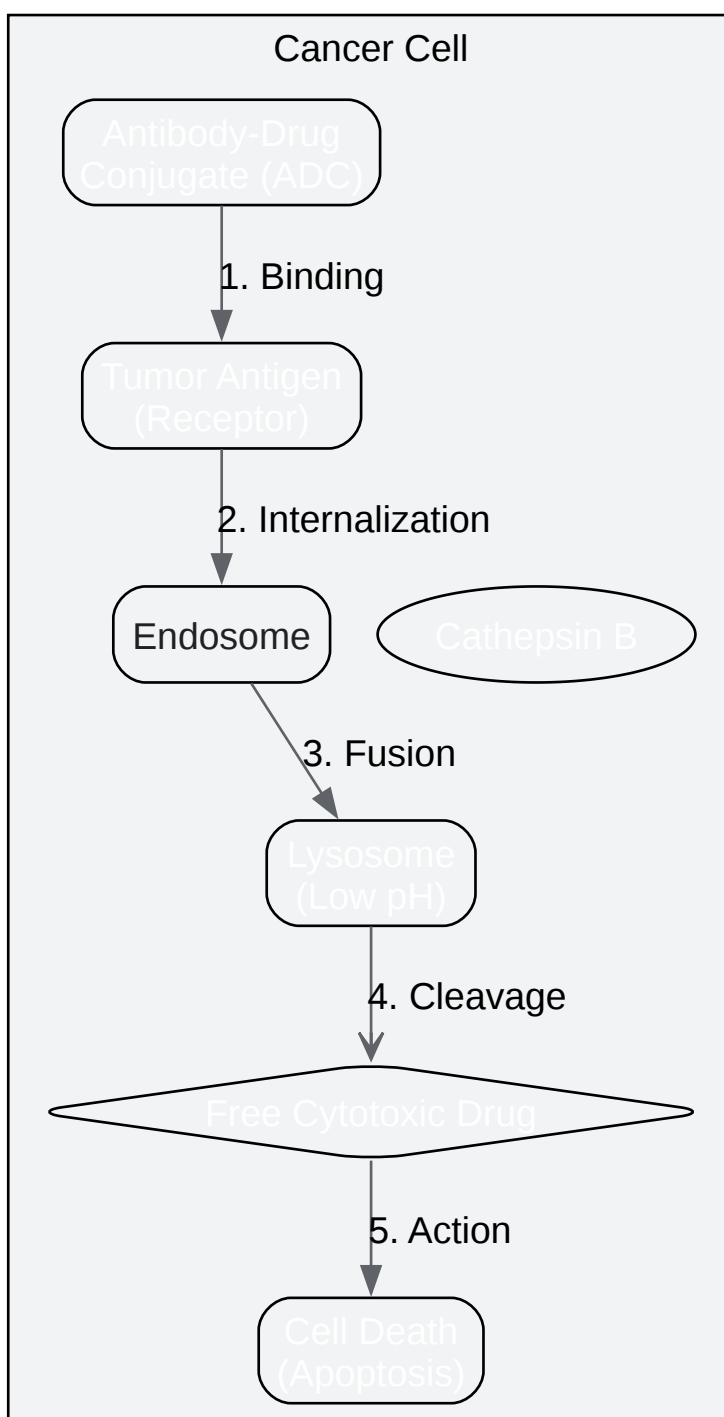 Cancer Cell
Antibody-Drug
Conjugate (ADC)
1. Binding
Tumor Antigen
(Receptor)
2. Internalization
Endosome
Cathepsin B
3. Fusion
Lysosome
(Low pH)
4. Cleavage
Free Cytotoxic Drug
5. Action
Cell Death
(Apoptosis)